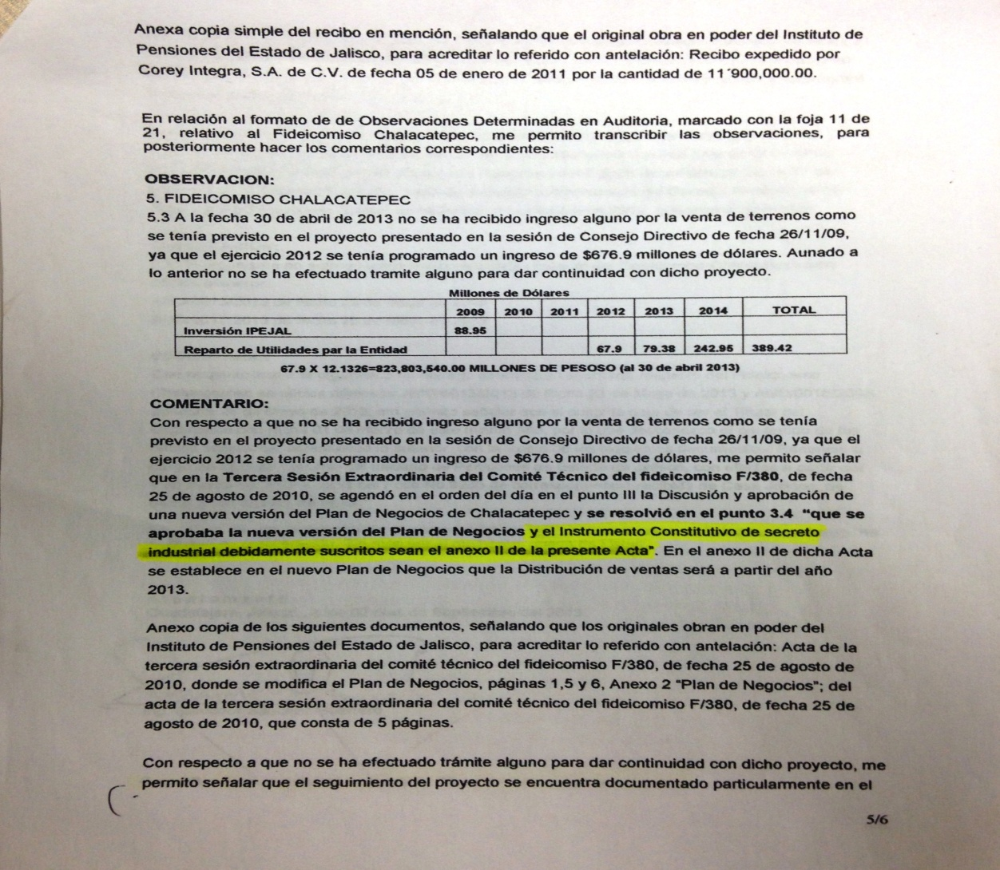 Anexa copia simple del recibo en mención, señalando que el original obra en poder del Instituto de
Pensiones del Estado de Jalisco, para acreditar lo referido con antelación: Recibo expedido por
Corey Integra, S.A. de C.V. de fecha 05 de enero de 2011 por la cantidad de 11´900,000.00.
En relación al formato de de Observaciones Determinadas en Auditoria, marcado con la foja 11 de
21, relativo al Fideicomiso Chalacatepec, me permito transcribir las observaciones, para
posteriormente hacer los comentarios correspondientes:
OBSERVACION:
5. FIDEICOMISO CHALACATEPEC
5.3 A la fecha 30 de abril de 2013 no se ha recibido ingreso alguno por la venta de terrenos como
se tenía previsto en el proyecto presentado en la sesión de Consejo Directivo de fecha 26/11/09,
ya que el ejercicio 2012 se tenía programado un ingreso de $676.9 millones de dólares. Aunado a
lo anterior no se ha efectuado tramite alguno para dar continuidad con dicho proyecto.
Millones de Dólares
2009 2010 2011 2012 2013 2014 TOTAL
Inversión IPEJAL 88.95
Reparto de Utilidades par la Entidad 67.9 79.38 242.95 389.42
67.9 X 12.1326=823,803,540.00 MILLONES DE PESOSO (al 30 de abril 2013)
COMENTARIO:
Con respecto a que no se ha recibido ingreso alguno por la venta de terrenos como se tenía
previsto en el proyecto presentado en la sesión de Consejo Directivo de fecha 26/11/09, ya que el
ejercicio 2012 se tenía programado un ingreso de $676.9 millones de dólares, me permito señalar
que en la Tercera Sesión Extraordinaria del Comité Técnico del fideicomiso F/380, de fecha
25 de agosto de 2010, se agendó en el orden del día en el punto III la Discusión y aprobación de
una nueva versión del Plan de Negocios de Chalacatepec y se resolvió en el punto 3.4 "que se
aprobaba la nueva versión del Plan de Negocios y el Instrumento Constitutivo de secreto
industrial debidamente suscritos sean el anexo II de la presente Acta". En el anexo II de dicha Acta
se establece en el nuevo Plan de Negocios que la Distribución de ventas será a partir del año
2013.
Anexo copia de los siguientes documentos, señalando que los originales obran en poder del
Instituto de Pensiones del Estado de Jalisco, para acreditar lo referido con antelación: Acta de la
tercera sesión extraordinaria del comité técnico del fideicomiso F/380, de fecha 25 de agosto de
2010, donde se modifica el Plan de Negocios, páginas 1,5 y 6, Anexo 2 "Plan de Negocios"; del
acta de la tercera sesión extraordinaria del comité técnico del fideicomiso F/380, de fecha 25 de
agosto de 2010, que consta de 5 páginas.
Con respecto a que no se ha efectuado trámite alguno para dar continuidad con dicho proyecto, me
permito señalar que el seguimiento del proyecto se encuentra documentado particularmente en el
5/6